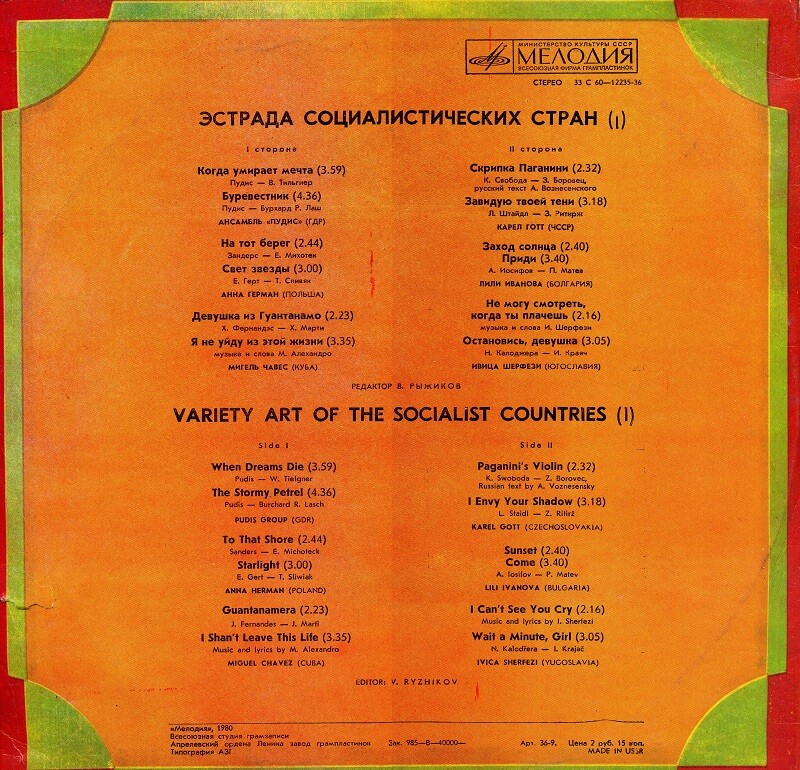 МИНИСТЕРСТВО КУЛЬТУРЫ СССР
МЕЛОДИЯ
ВСЕСОЮЗНАЯ ФИРМА ГРАМПЛАСТИНОК
СТЕРЕО 33 С 60—12235-36
ЭСТРАДА СОЦИАЛИСТИЧЕСКИХ СТРАН (I)
I сторона
Когда умирает мечта (3.59)
Пудис — В. Тильгнер
Буревестник (4.36)
Пудис — Бурхард Р. Лаш
АНСАМБЛЬ «ПУДИС» (ГДР)
На тот берег (2.44)
Зандерс — Е. Михотек
Свет звезды (3.00)
Е. Герт — Т. Сливяк
АННА ГЕРМАН (ПОЛЬША)
Девушка из Гуантанамо (2.23)
Х. Фернандэс — Х. Марти
Я не уйду из этой жизни (3.35)
музыка и слова М. Алехандро
МИГЕЛЬ ЧАВЕС (КУБА)
II сторона
Скрипка Паганини (2.32)
К. Свобода — З. Боровец,
русский текст А. Вознесенского
Завидую твоей тени (3.18)
Л. Штайдл — З. Ритирж
КАРЕЛ ГОТТ (ЧССР)
Заход солнца (2.40)
Приди (3.40)
А. Иосифов — П. Матев
ЛИЛИ ИВАНОВА (БОЛГАРИЯ)
Не могу смотреть,
когда ты плачешь (2.16)
музыка и слова И. Шерфези
Остановись, девушка (3.05)
Н. Калоджера — И. Краяч
ИВИЦА ШЕРФЕЗИ (ЮГОСЛАВИЯ)
РЕДАКТОР В. РЫЖИКОВ
VARIETY ART OF THE SOCIALIST COUNTRIES (I)
Side I
When Dreams Die (3.59)
Pudis — W. Tielgner
The Stormy Petrel (4.36)
Pudis — Burchard R. Lasch
PUDIS GROUP (GDR)
To That Shore (2.44)
Sanders — E. Michoteck
Starlight (3.00)
E. Gert — T. Sliwiak
ANNA HERMAN (POLAND)
Guantanamera (2.23)
J. Fernandes — J. Marti
I Shan't Leave This Life (3.35)
Music and lyrics by M. Alexandro
MIGUEL CHAVEZ (CUBA)
Side II
Paganini's Violin (2.32)
K. Swoboda — Z. Borovec,
Russian text by A. Voznesensky
I Envy Your Shadow (3.18)
L. Staidl — Z. Ritirž
KAREL GOTT (CZECHOSLOVAKIA)
Sunset (2.40)
Come (3.40)
A. Iosilov — P. Matev
LILI IVANOVA (BULGARIA)
I Can't See You Cry (2.16)
Music and lyrics by I. Sherfezi
Wait a Minute, Girl (3.05)
N. Kalodžera — I. Krajač
IVICA SHERFEZI (YUGOSLAVIA)
EDITOR: V. RYZHIKOV
«Мелодия», 1980
Всесоюзная студия грамзаписи
Апрелевский ордена Ленина завод грампластинок Зак. 985—В—40000— Арт. 36-9. Цена 2 руб. 15 коп.
Типография АЗГ MADE IN USSR